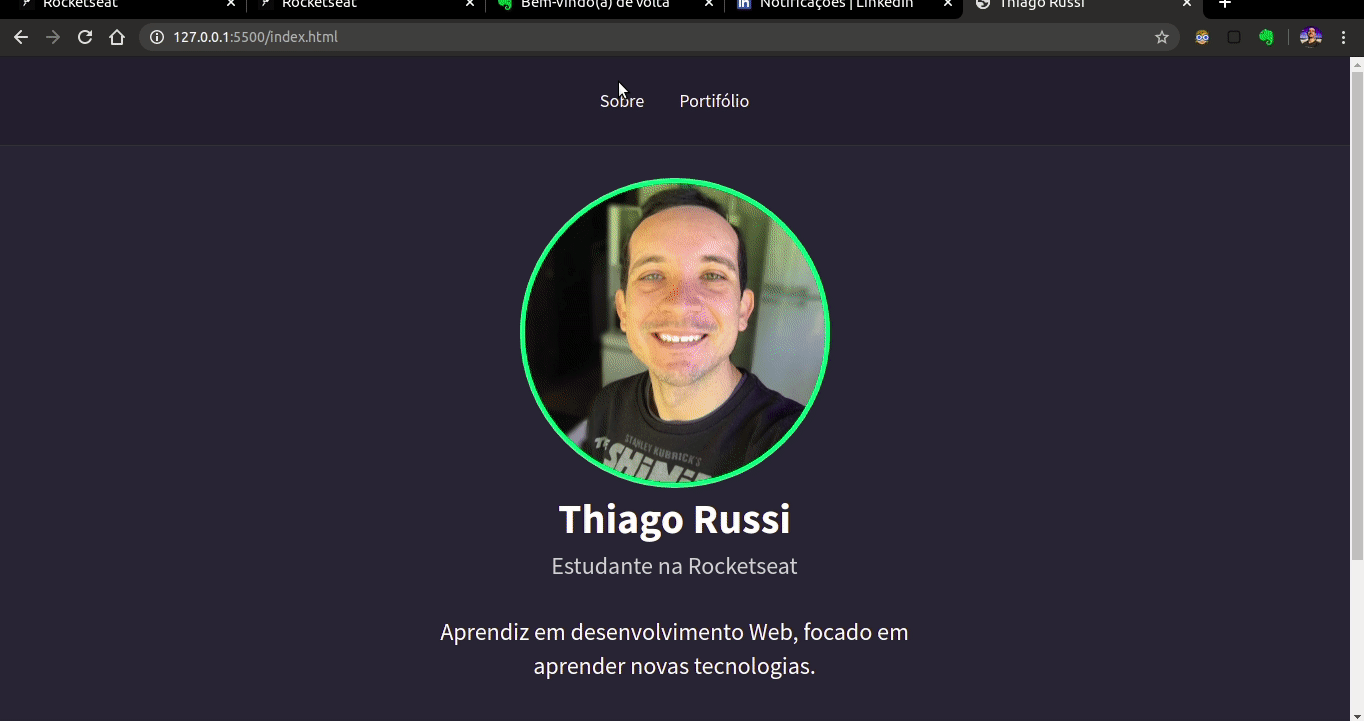 Rocketseat
Rocketseat
Bem-vindo(a) de volta
Notificações | LinkedIn
Thiago Russi
127.0.0.1:5500/index.html
Sobre
Portifólio
STANLEY KUBRICK'S
Thiago Russi
Estudante na Rocketseat
Aprendiz em desenvolvimento Web, focado em
aprender novas tecnologias.